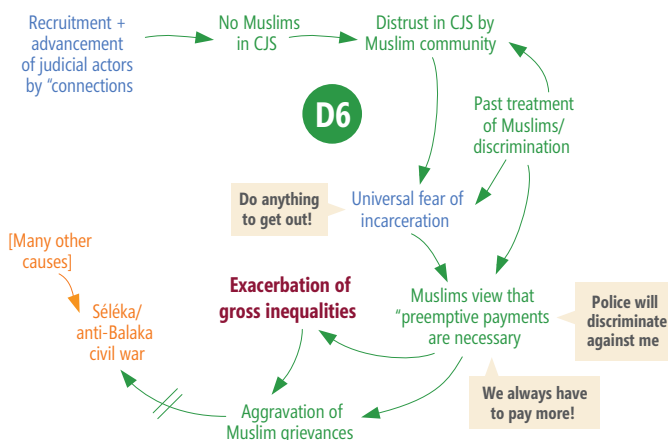 Recruitment +
advancement
of judicial actors
by "connections
No Muslims
in CJS
Distrust in CJS by
Muslim community
D6
Past treatment
of Muslims/
discrimination
Do anything
to get out!
Universal fear of
incarceration
[Many other
causes]
Séléka/
anti-Balaka
civil war
Exacerbation of
gross inequalities
Muslims view that
"preemptive payments
are necessary
Police will
discriminate
against me
We always have
to pay more!
Aggravation of
Muslim grievances